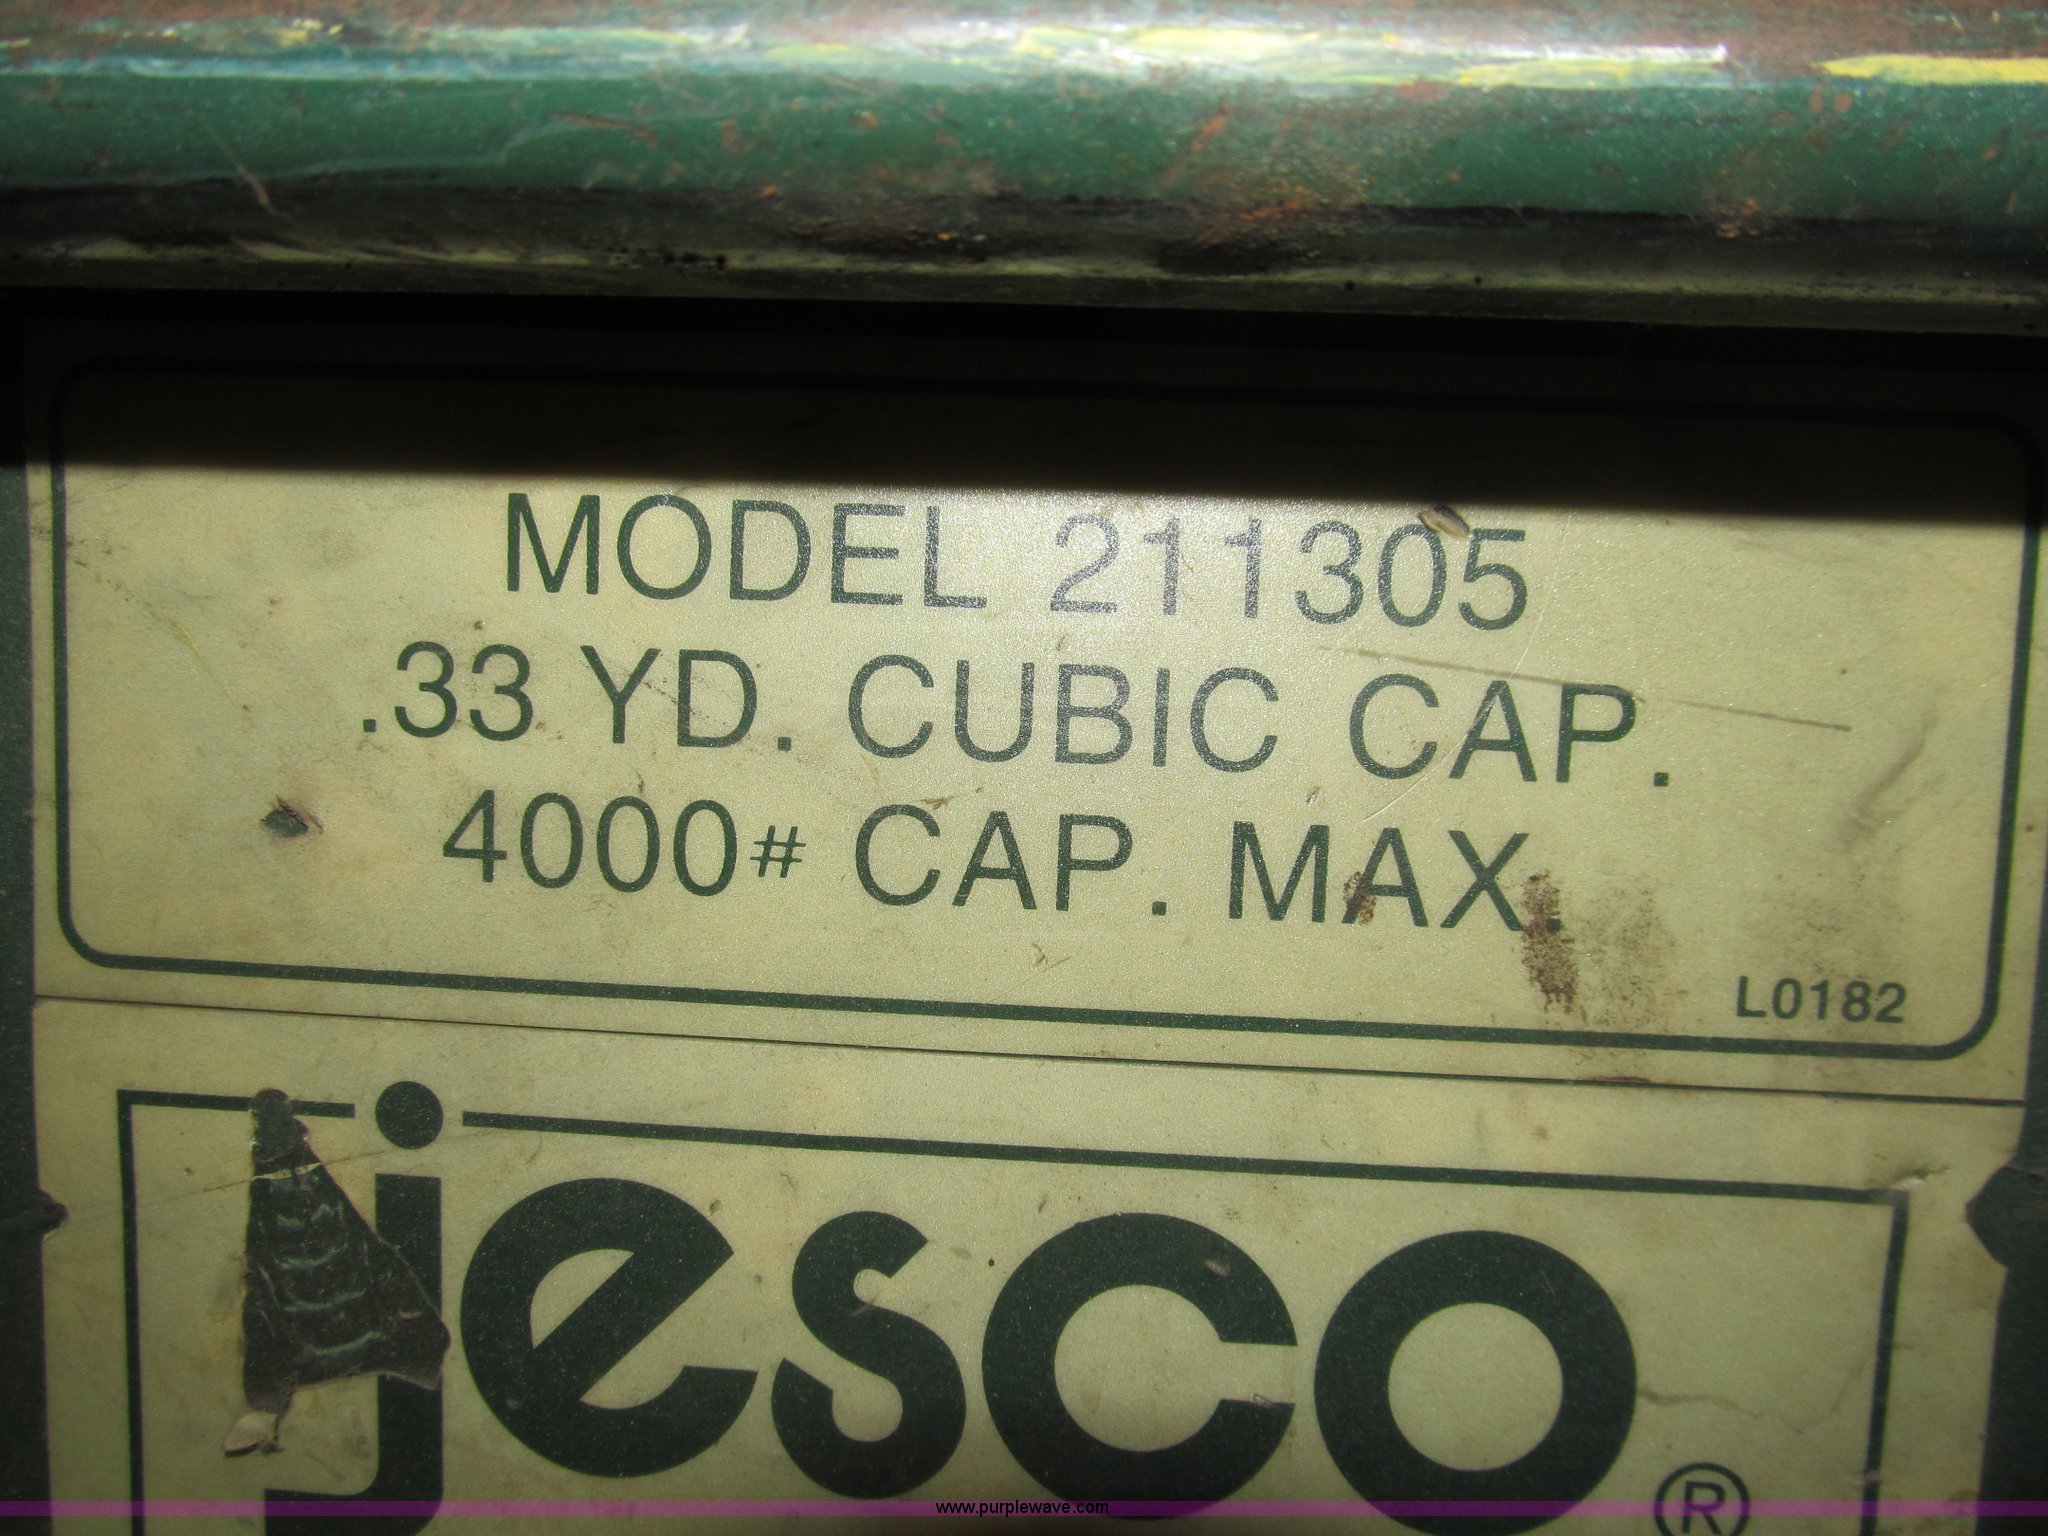 MODEL 211305
.33 YD. CUBIC CAP.
4000# CAP. MAX.
L0182
jesco®
www.purplewave.com